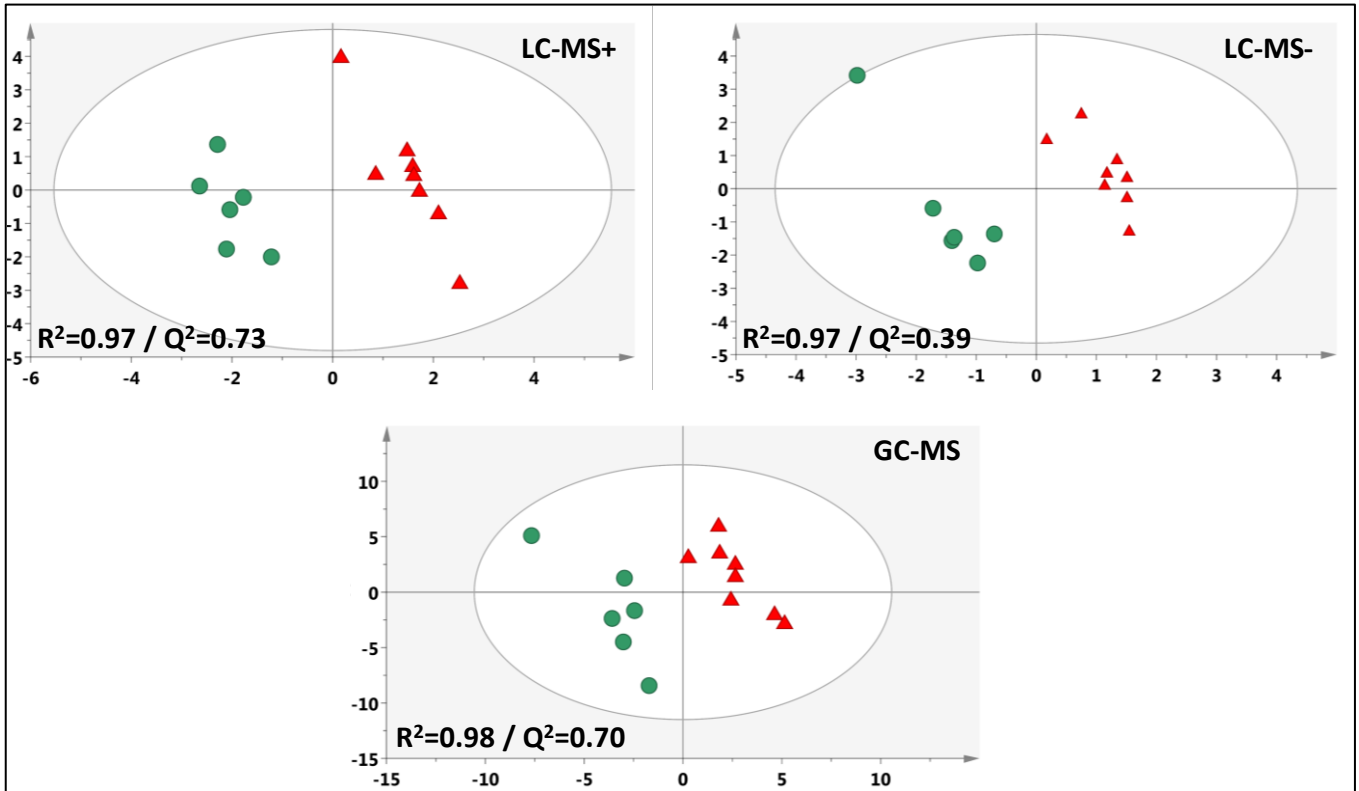 LC-MS+
4
3
2
1
0
-1
-2
-3
-4
-5
R²=0.97 / Q²=0.73
-6 -4 -2 0 2 4
LC-MS-
4
3
2
1
0
-1
-2
-3
-4
-5
R²=0.97 / Q²=0.39
-5 -4 -3 -2 -1 0 1 2 3 4
GC-MS
10
5
0
-5
-10
-15
R²=0.98 / Q²=0.70
-15 -10 -5 0 5 10